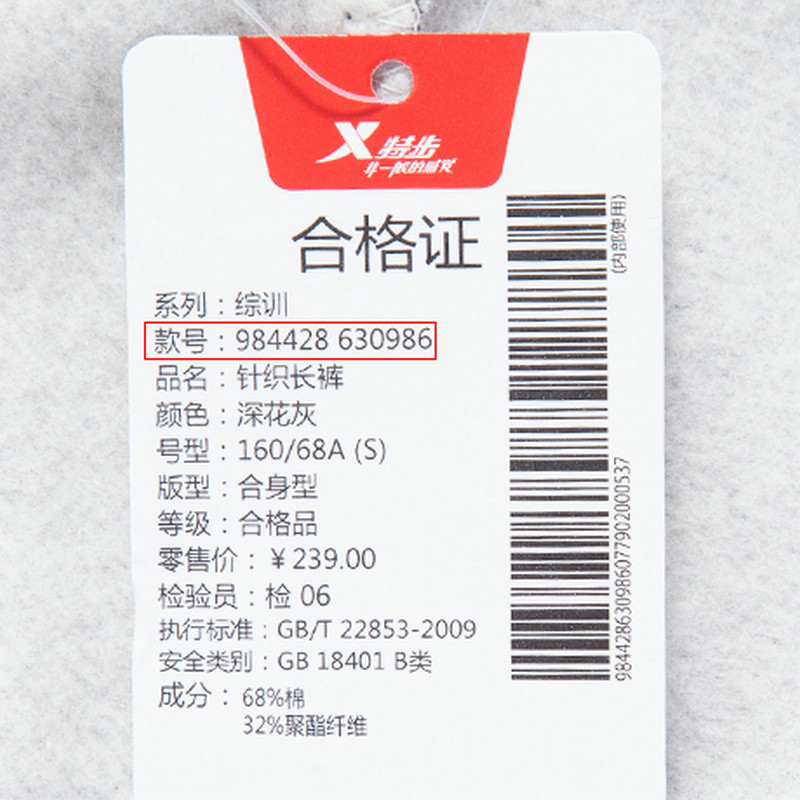 特步
非一般的感觉
合格证
系列：综训
款号：984428 630986
品名：针织长裤
颜色：深花灰
号型：160/68A (S)
版型：合身型
等级：合格品
零售价：￥239.00
检验员：检 06
执行标准：GB/T 22853-2009
安全类别：GB 18401 B类
成分：68%棉
32%聚酯纤维
(内部使用)
984428630986077902000537